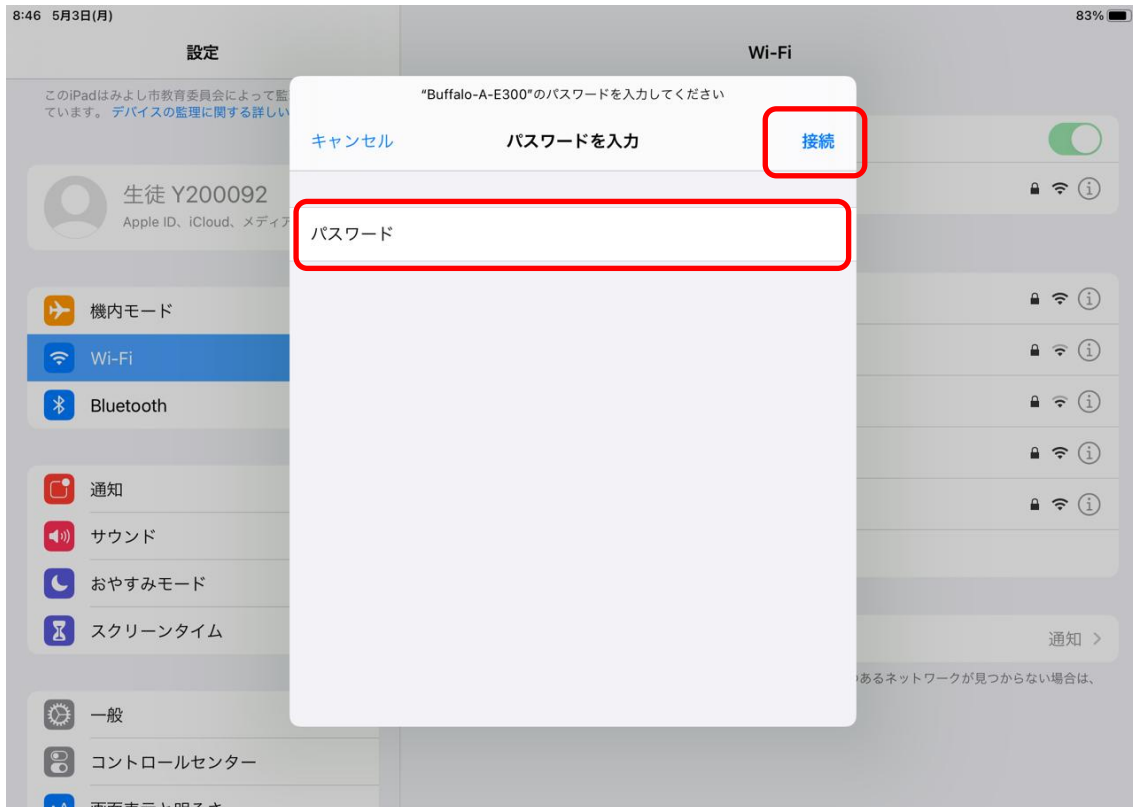 8:46 5月3日(月)
83%
設定
Wi-Fi
このiPadはみよし市教育委員会によって監
ています。デバイスの監理に関する詳しい
生徒 Y200092
Apple ID、iCloud、メディア
機内モード
Wi-Fi
Bluetooth
通知
サウンド
おやすみモード
スクリーンタイム
一般
コントロールセンター
"Buffalo-A-E300"のパスワードを入力してください
キャンセル
パスワードを入力
接続
パスワード
通知
あるネットワークが見つからない場合は、